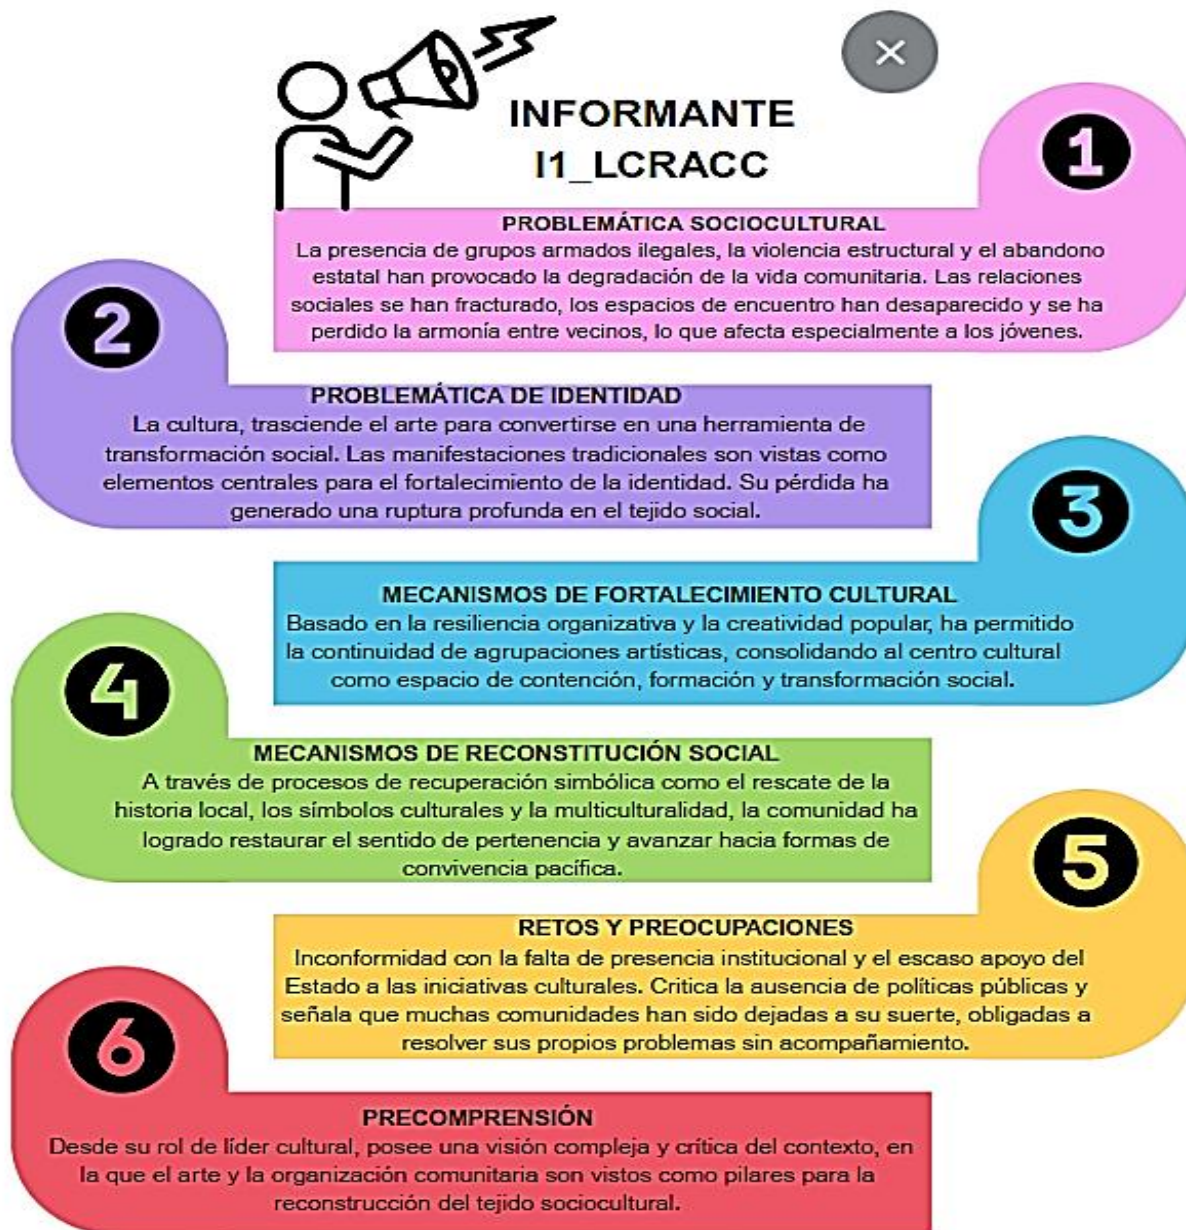 INFORMANTE
I1_LCRACC
1
PROBLEMÁTICA SOCIOCULTURAL
La presencia de grupos armados ilegales, la violencia estructural y el abandono
estatal han provocado la degradación de la vida comunitaria. Las relaciones
sociales se han fracturado, los espacios de encuentro han desaparecido y se ha
perdido la armonía entre vecinos, lo que afecta especialmente a los jóvenes.
2
PROBLEMÁTICA DE IDENTIDAD
La cultura, trasciende el arte para convertirse en una herramienta de
transformación social. Las manifestaciones tradicionales son vistas como
elementos centrales para el fortalecimiento de la identidad. Su pérdida ha
generado una ruptura profunda en el tejido social.
3
MECANISMOS DE FORTALECIMIENTO CULTURAL
Basado en la resiliencia organizativa y la creatividad popular, ha permitido
la continuidad de agrupaciones artísticas, consolidando al centro cultural
como espacio de contención, formación y transformación social.
4
MECANISMOS DE RECONSTITUCIÓN SOCIAL
A través de procesos de recuperación simbólica como el rescate de la
historia local, los símbolos culturales y la multiculturalidad, la comunidad ha
logrado restaurar el sentido de pertenencia y avanzar hacia formas de
convivencia pacífica.
5
RETOS Y PREOCUPACIONES
Inconformidad con la falta de presencia institucional y el escaso apoyo del
Estado a las iniciativas culturales. Critica la ausencia de políticas públicas y
señala que muchas comunidades han sido dejadas a su suerte, obligadas a
resolver sus propios problemas sin acompañamiento.
6
PRECOMPRENSIÓN
Desde su rol de líder cultural, posee una visión compleja y crítica del contexto, en
la que el arte y la organización comunitaria son vistos como pilares para la
reconstrucción del tejido sociocultural.